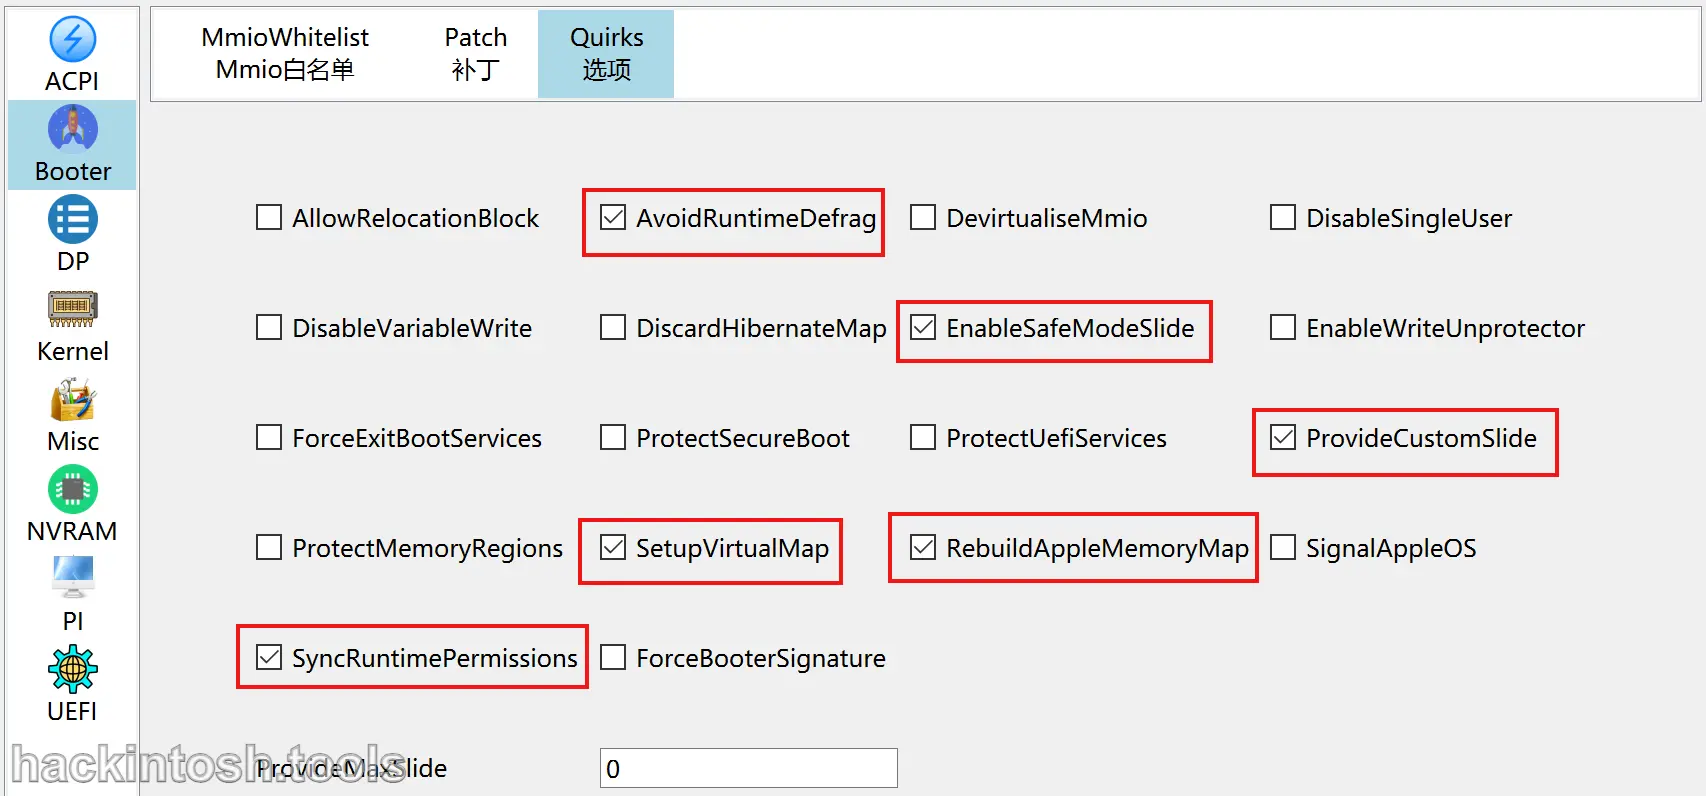 ACPI
Booter
DP
Kernel
Misc
NVRAM
PI
UEFI
MmioWhitelist
Mmio白名单
Patch
补丁
Quirks
选项
AllowRelocationBlock
AvoidRuntimeDefrag
DevirtualiseMmio
DisableSingleUser
DisableVariableWrite
DiscardHibernateMap
EnableSafeModeSlide
EnableWriteUnprotector
ForceExitBootServices
ProtectSecureBoot
ProtectUefiServices
ProvideCustomSlide
ProtectMemoryRegions
SetupVirtualMap
RebuildAppleMemoryMap
SignalAppleOS
SyncRuntimePermissions
ForceBooterSignature
ProvideMaxSlide
0
hackintosh.tools